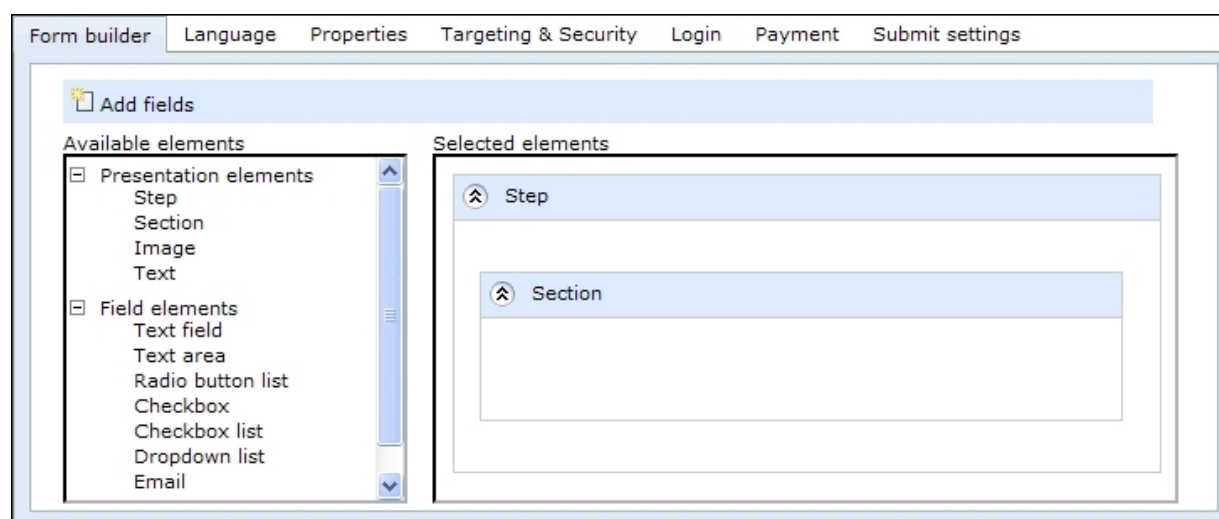 Form builder Language Properties Targeting & Security Login Payment Submit settings
Add fields
Available elements
Presentation elements
Step
Section
Image
Text
Field elements
Text field
Text area
Radio button list
Checkbox
Checkbox list
Dropdown list
Email
Selected elements
Step
Section